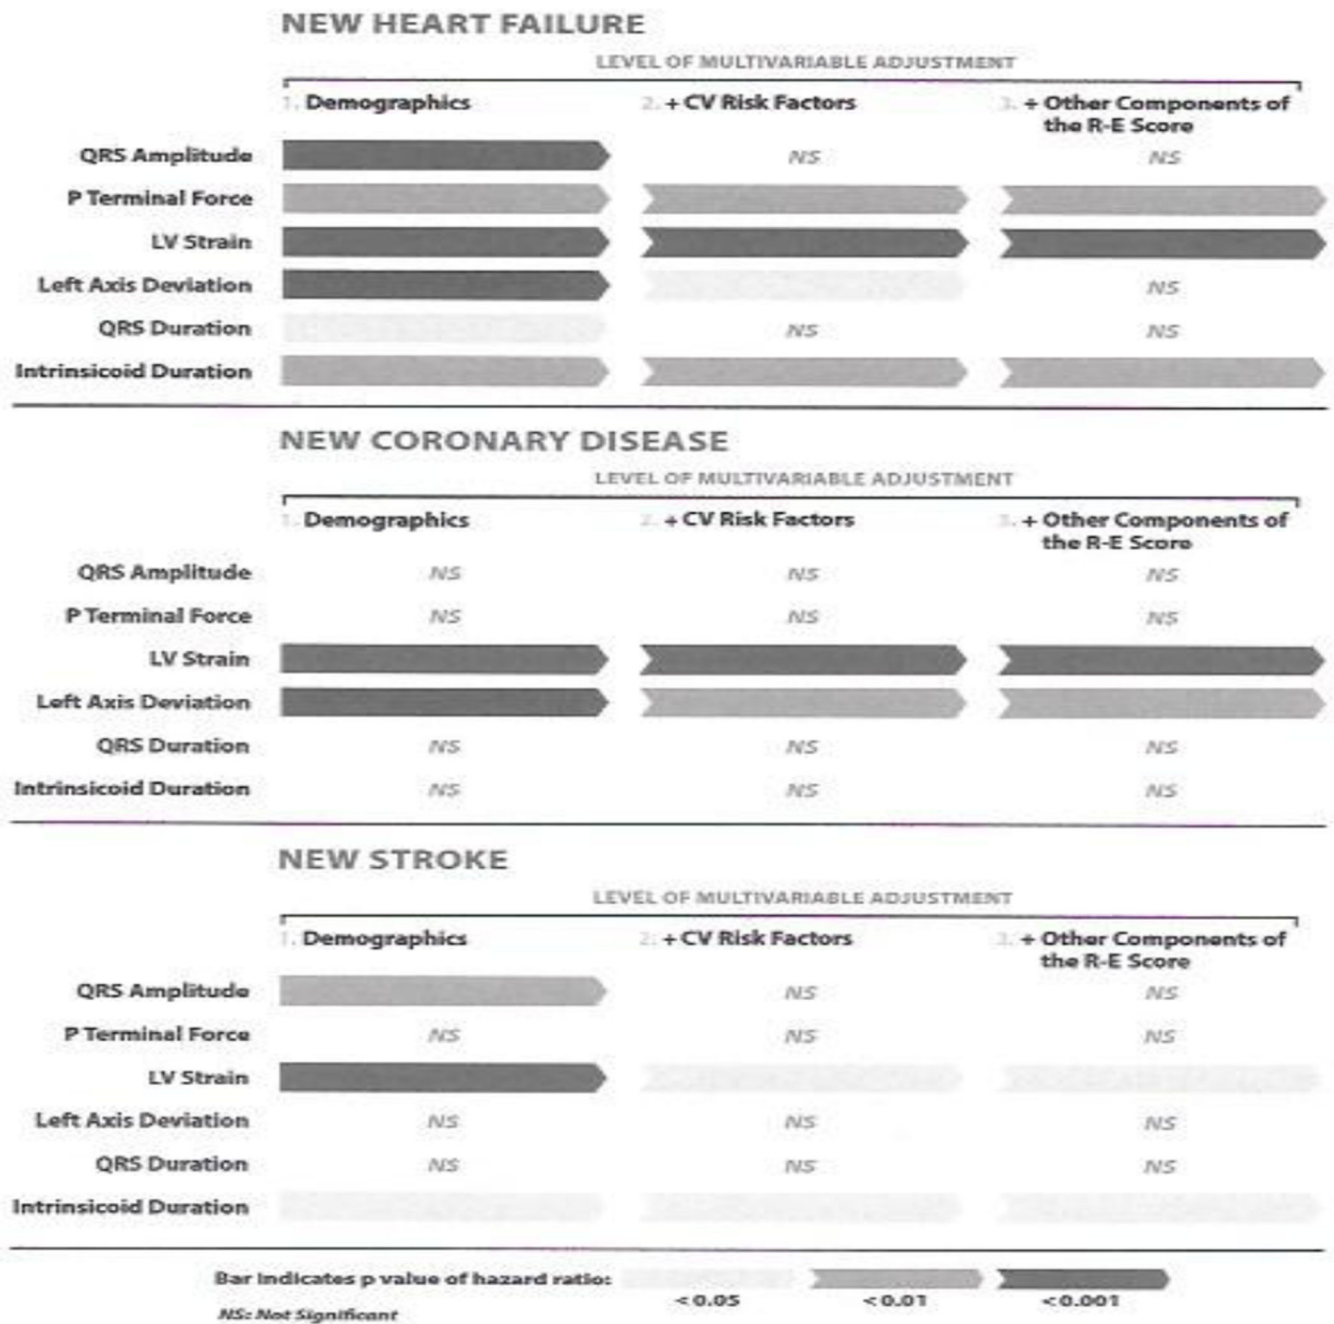 NEW HEART FAILURE
LEVEL OF MULTIVARIABLE ADJUSTMENT
1. Demographics 2. + CV Risk Factors 3. + Other Components of
the R-E Score
QRS Amplitude NS NS
P Terminal Force
LV Strain
Left Axis Deviation NS
QRS Duration NS NS
Intrinsicoid Duration
NEW CORONARY DISEASE
LEVEL OF MULTIVARIABLE ADJUSTMENT
1. Demographics 2. + CV Risk Factors 3. + Other Components of
the R-E Score
QRS Amplitude NS NS NS
P Terminal Force NS NS NS
LV Strain
Left Axis Deviation
QRS Duration NS NS NS
Intrinsicoid Duration NS NS NS
NEW STROKE
LEVEL OF MULTIVARIABLE ADJUSTMENT
1. Demographics 2. + CV Risk Factors 3. + Other Components of
the R-E Score
QRS Amplitude NS NS
P Terminal Force NS NS NS
LV Strain
Left Axis Deviation NS NS NS
QRS Duration NS NS NS
Intrinsicoid Duration
Bar indicates p value of hazard ratio:
<0.05 <0.01 <0.001
NS: Not Significant